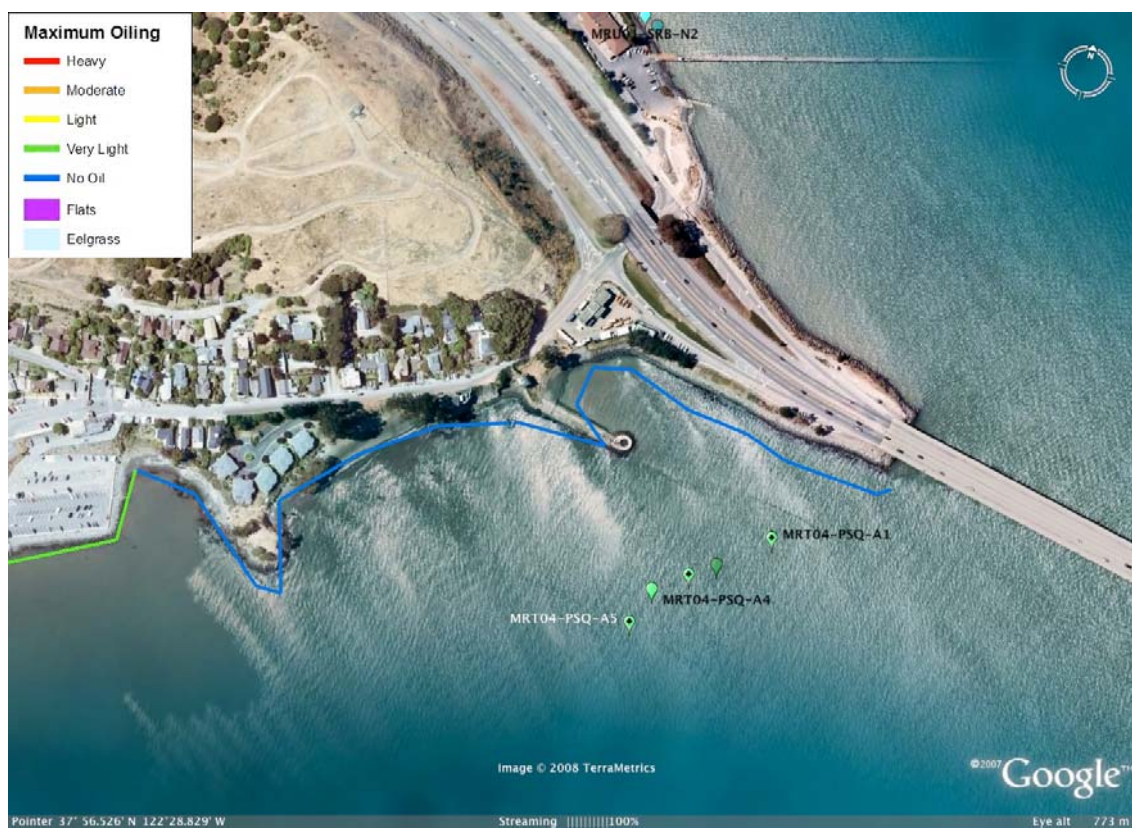 Maximum Oiling
Heavy
Moderate
Light
Very Light
No Oil
Flats
Eelgrass
MRU01-SRB-N2
N
MRT04-PSQ-A1
MRT04-PSQ-A4
MRT04-PSQ-A5
Image © 2008 TerraMetrics
©2007 Google™
Pointer 37° 56.526' N 122°28.829' W Streaming ||||||||||100% Eye alt 773 m